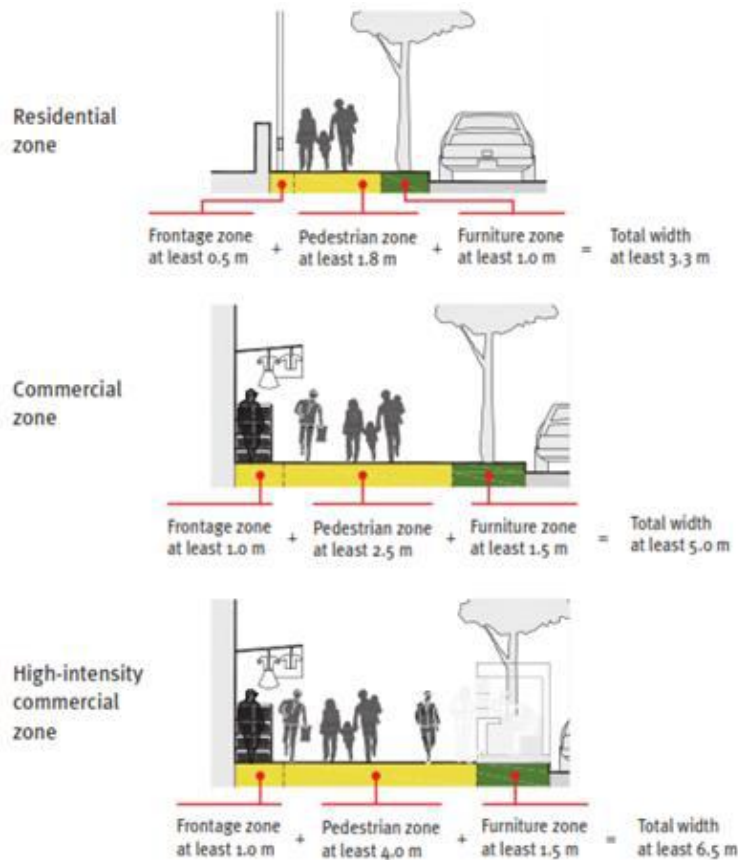 Residential
zone
Frontage zone
at least 0.5 m
+
Pedestrian zone
at least 1.8 m
+
Furniture zone
at least 1.0 m
=
Total width
at least 3.3 m
Commercial
zone
Frontage zone
at least 1.0 m
+
Pedestrian zone
at least 2.5 m
+
Furniture zone
at least 1.5 m
=
Total width
at least 5.0 m
High-intensity
commercial
zone
Frontage zone
at least 1.0 m
+
Pedestrian zone
at least 4.0 m
+
Furniture zone
at least 1.5 m
=
Total width
at least 6.5 m